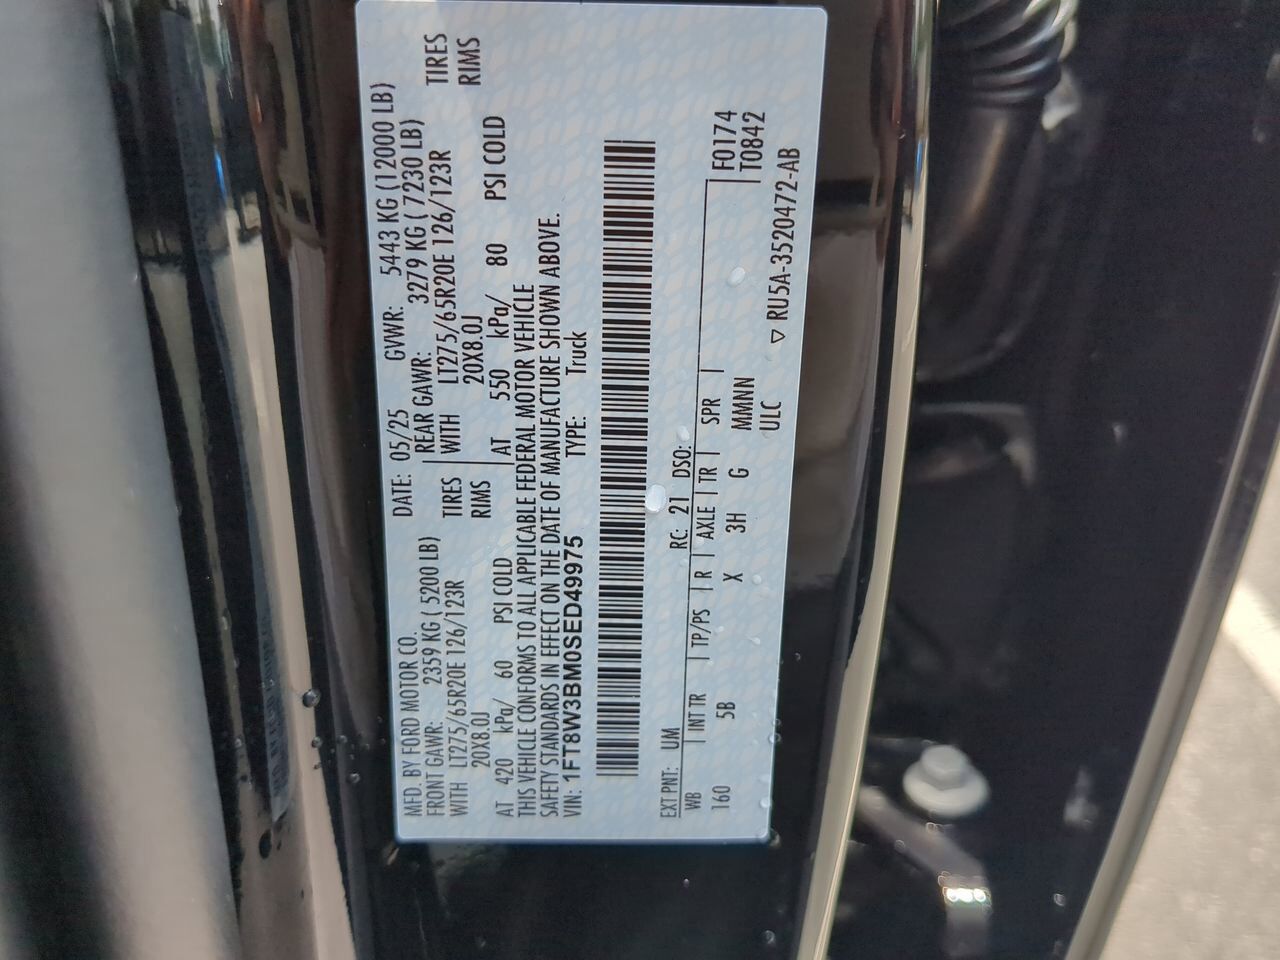 MFD. BY FORD MOTOR CO. DATE: 05/25 GVWR: 5443 KG (12000 LB)
FRONT GAWR: 2359 KG ( 5200 LB) REAR GAWR: 3279 KG ( 7230 LB)
WITH LT275/65R20E 126/123R TIRES WITH LT275/65R20E 126/123R TIRES
20X8.0J RIMS 20X8.0J RIMS
AT 420 kPa/ 60 PSI COLD AT 550 kPa/ 80 PSI COLD
THIS VEHICLE CONFORMS TO ALL APPLICABLE FEDERAL MOTOR VEHICLE
SAFETY STANDARDS IN EFFECT ON THE DATE OF MANUFACTURE SHOWN ABOVE.
VIN: 1FT8W3BM0SED49975 TYPE: Truck
EXT PNT: UM RC: 21 DSO:
WB INT TR TP/PS R AXLE TR SPR F0174
160 5B X 3H G MMNN T0842
ULC ▽ RU5A-3520472-AB